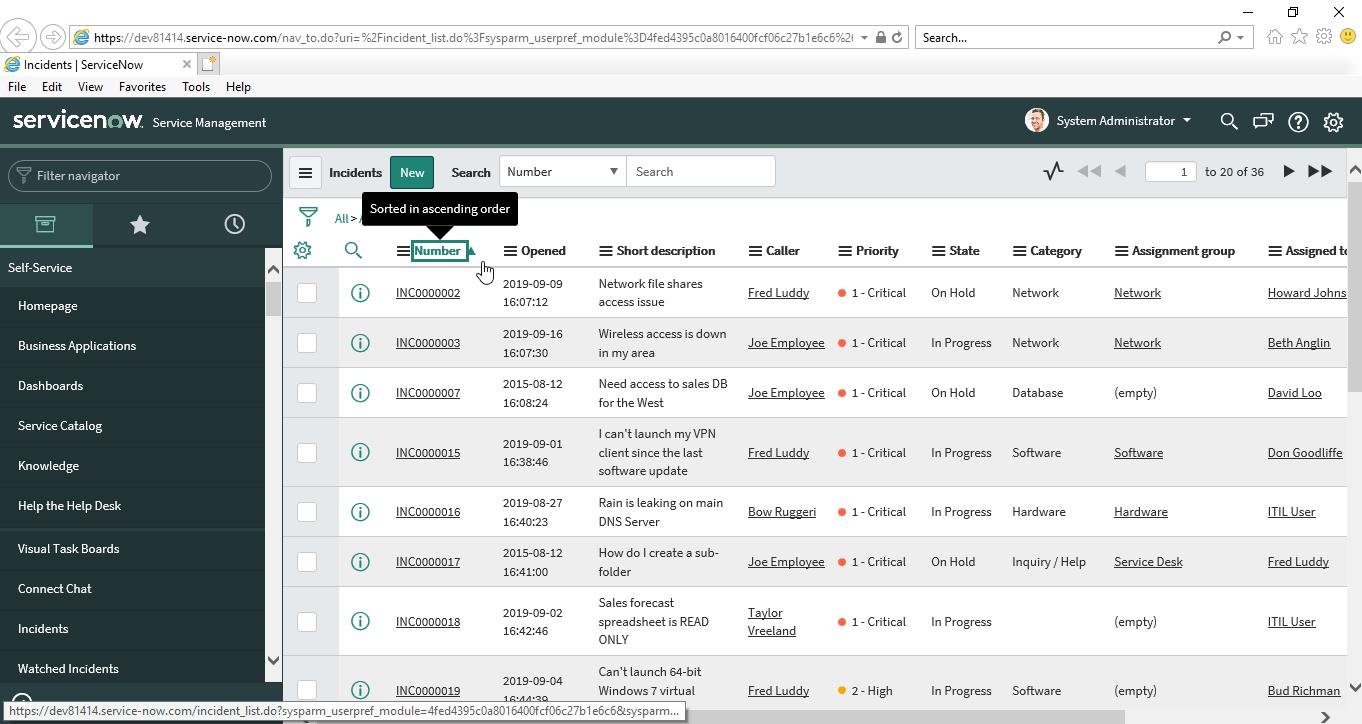 https://dev81414.service-now.com/nav_to.do?uri=%2Fincident_list.do%3Fsysparm_userpref_module%3D4fed4395c0a8016400fcf06c27b1e6c6%2
Search...
Incidents | ServiceNow
File Edit View Favorites Tools Help
servicenow Service Management
System Administrator
Filter navigator
Self-Service
Homepage
Business Applications
Dashboards
Service Catalog
Knowledge
Help the Help Desk
Visual Task Boards
Connect Chat
Incidents
Watched Incidents
Incidents New Search Number Search 1 to 20 of 36
Sorted in ascending order
All >
Number Opened Short description Caller Priority State Category Assignment group Assigned to
INC0000002 2019-09-09 16:07:12 Network file shares access issue Fred Luddy 1 - Critical On Hold Network Network Howard Johns
INC0000003 2019-09-16 16:07:30 Wireless access is down in my area Joe Employee 1 - Critical In Progress Network Network Beth Anglin
INC0000007 2015-08-12 16:08:24 Need access to sales DB for the West Joe Employee 1 - Critical On Hold Database (empty) David Loo
INC0000015 2019-09-01 16:38:46 I can't launch my VPN client since the last software update Fred Luddy 1 - Critical In Progress Software Software Don Goodliffe
INC0000016 2019-08-27 16:40:23 Rain is leaking on main DNS Server Bow Ruggeri 1 - Critical In Progress Hardware Hardware ITIL User
INC0000017 2015-08-12 16:41:00 How do I create a sub-folder Joe Employee 1 - Critical On Hold Inquiry / Help Service Desk Fred Luddy
INC0000018 2019-09-02 16:42:46 Sales forecast spreadsheet is READ ONLY Taylor Vreeland 1 - Critical In Progress (empty) ITIL User
INC0000019 2019-09-04 16:44:39 Can't launch 64-bit Windows 7 virtual Fred Luddy 2 - High In Progress Software (empty) Bud Richman
https://dev81414.service-now.com/incident_list.do?sysparm_userpref_module=4fed4395c0a8016400fcf06c27b1e6c6&sysparm...